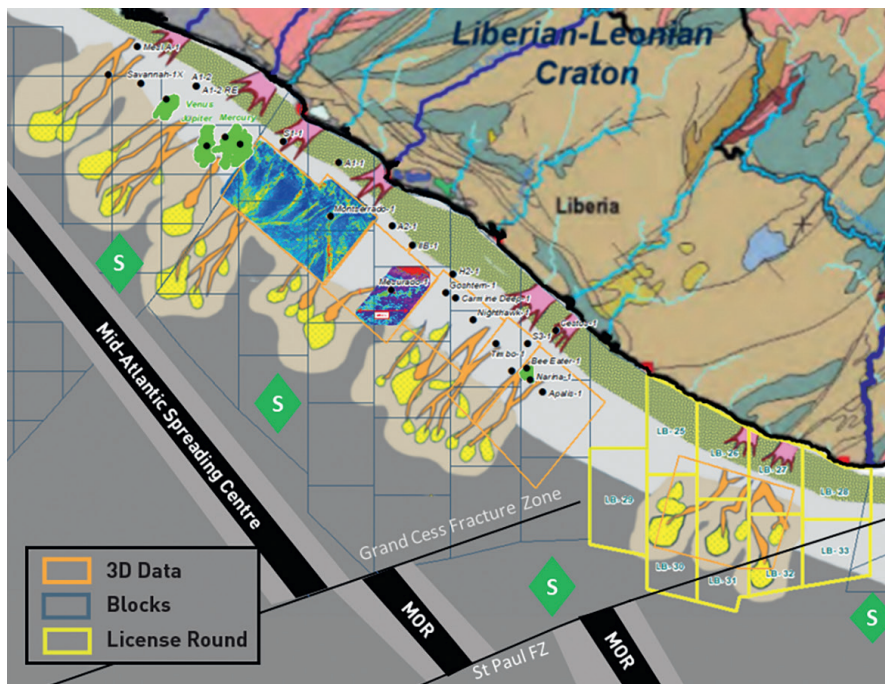 Liberian-Leonian
Craton
Mesa A-1
Savannah-1X
A1-2
A1-2 RE
Venus
Jupiter
Mercury
S1-1
A1-1
Liberia
Montserrado-1
A2-1
IIB-1
S
Mesurado-1
H2-1
Goshtem-1
Carmine Deep-1
Nighthawk-1
Cestos-1
S3-1
Timbo-1
Bee Eater-1
Narina-1
Apalis-1
Mid-Atlantic Spreading Centre
S
LB-25
LB-26
LB-27
LB-28
LB-29
Grand Cess Fracture Zone
LB-33
LB-30
LB-31
LB-32
3D Data
Blocks
License Round
MOR
S
S
MOR
St Paul FZ